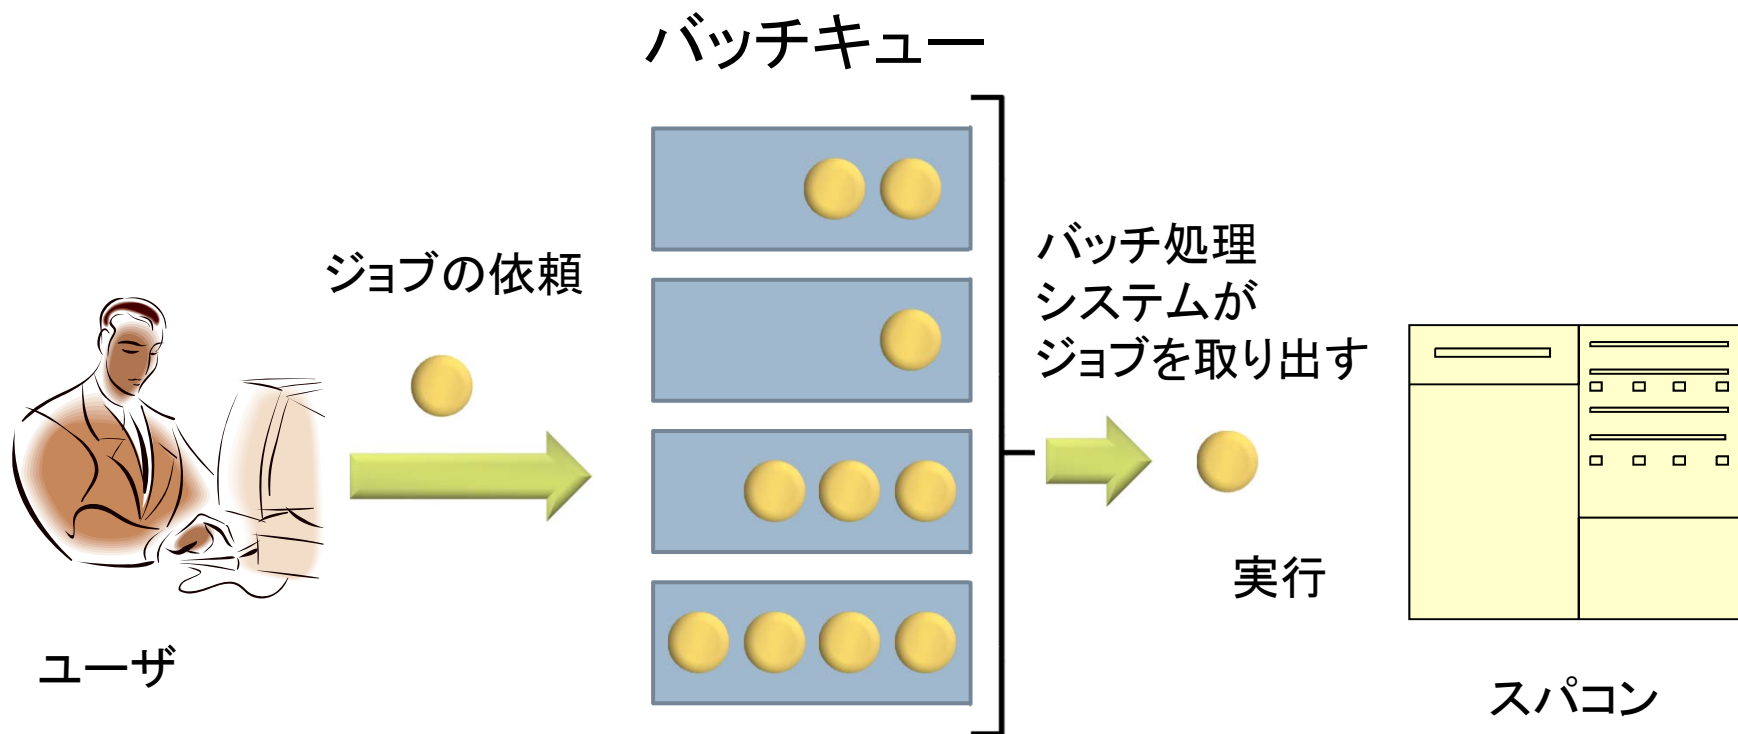 バッチキュー
ジョブの依頼
バッチ処理
システムが
ジョブを取り出す
実行
ユーザ
スパコン